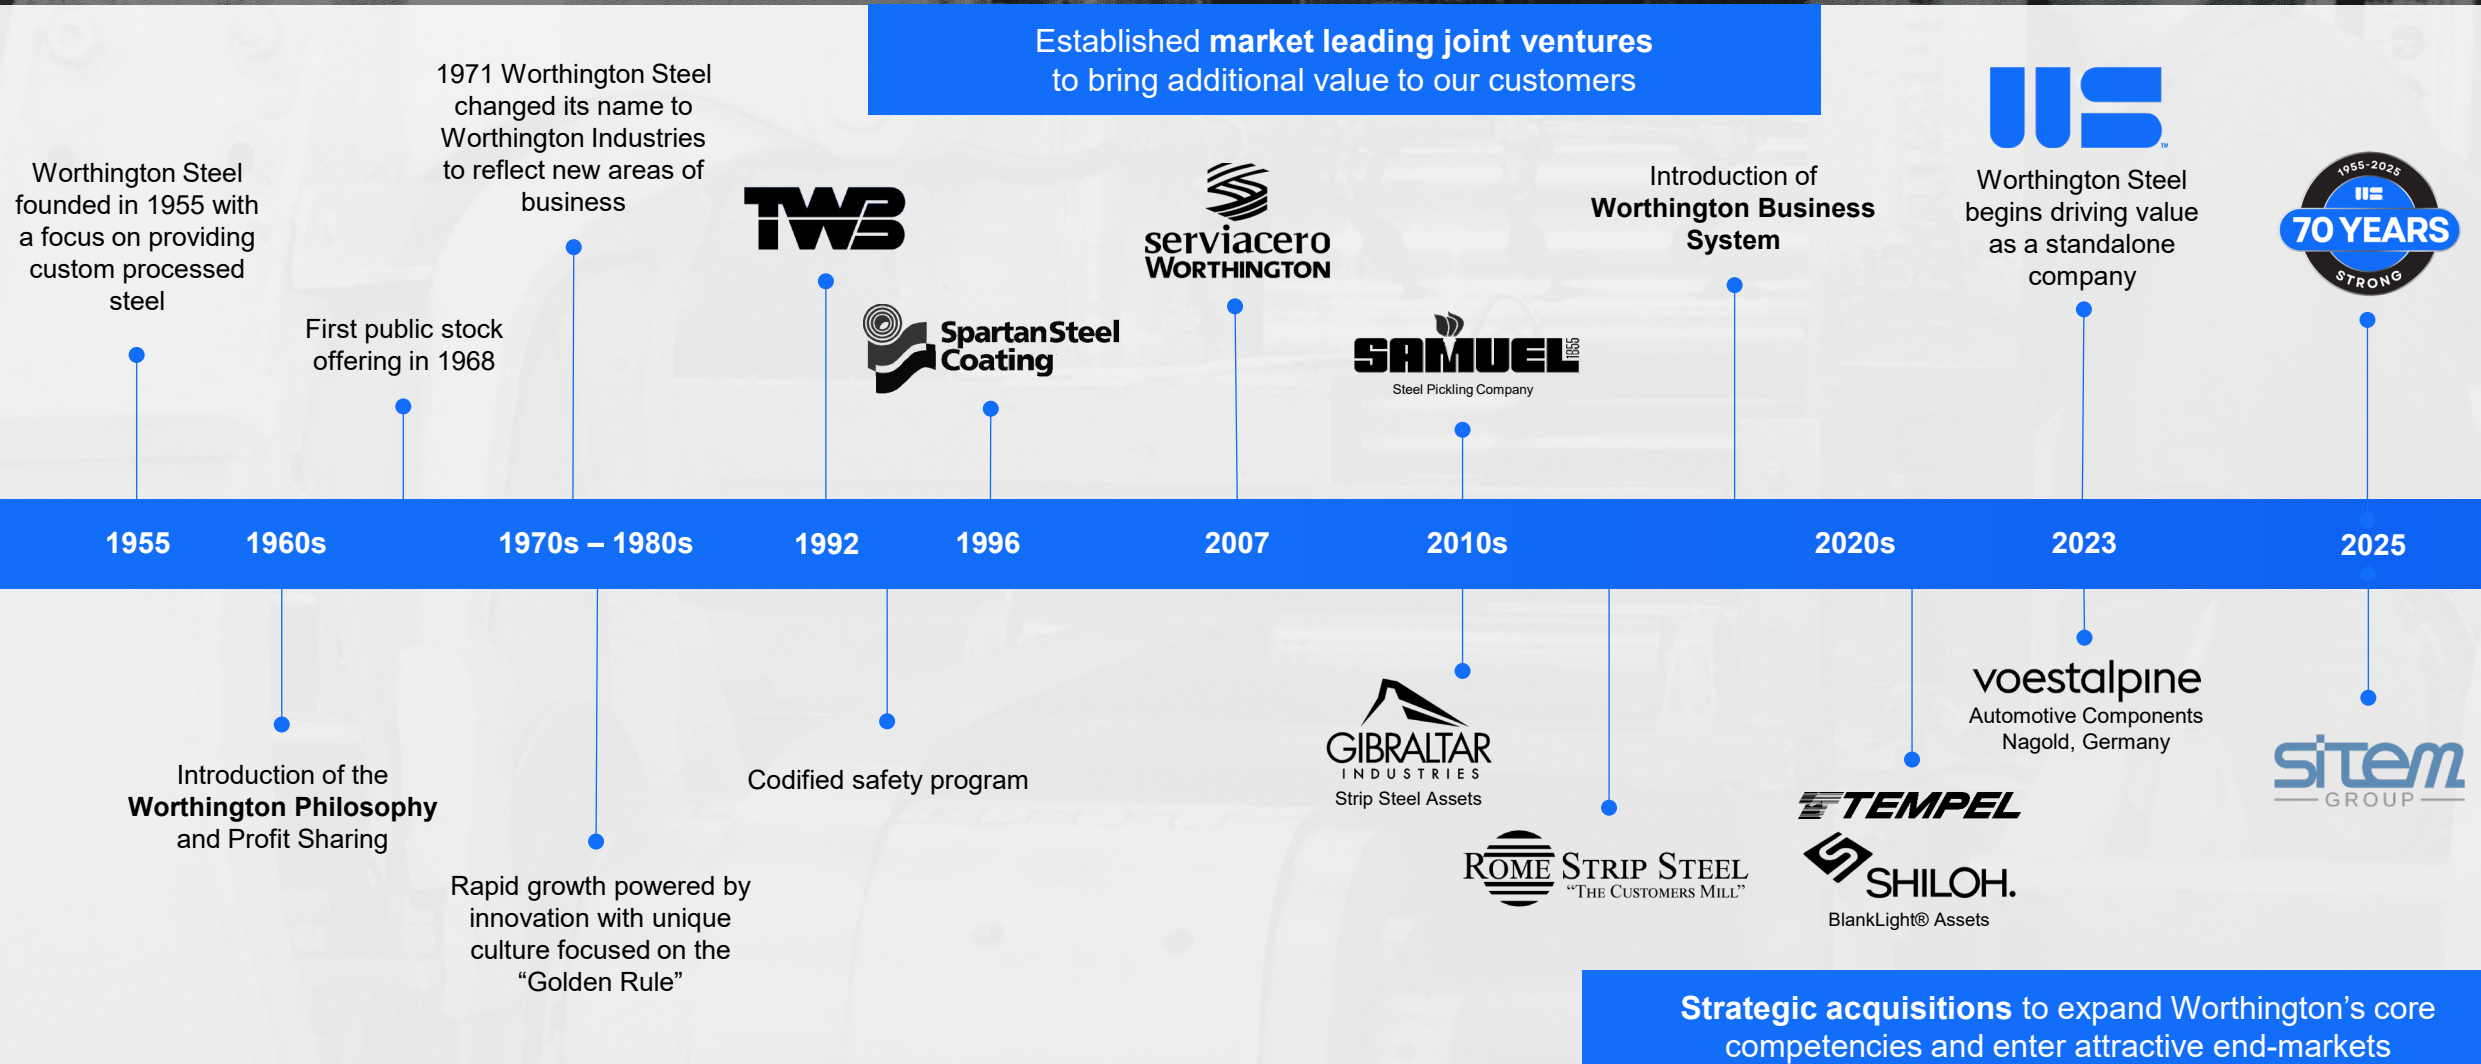 Established market leading joint ventures
to bring additional value to our customers
Worthington Steel
founded in 1955 with
a focus on providing
custom processed
steel
First public stock
offering in 1968
1971 Worthington Steel
changed its name to
Worthington Industries
to reflect new areas of
business
TWB
Spartan Steel
Coating
serviacero
WORTHINGTON
SAMUEL 1855
Steel Pickling Company
Introduction of
Worthington Business
System
WS ™
Worthington Steel
begins driving value
as a standalone
company
1955-2025
WS
70 YEARS
STRONG
1955
1960s
1970s – 1980s
1992
1996
2007
2010s
2020s
2023
2025
Introduction of the
Worthington Philosophy
and Profit Sharing
Rapid growth powered by
innovation with unique
culture focused on the
“Golden Rule”
Codified safety program
GIBRALTAR
INDUSTRIES
Strip Steel Assets
ROME STRIP STEEL
“THE CUSTOMERS MILL”
TEMPEL
SHILOH.
BlankLight® Assets
voestalpine
Automotive Components
Nagold, Germany
sitem
GROUP
Strategic acquisitions to expand Worthington’s core
competencies and enter attractive end-markets